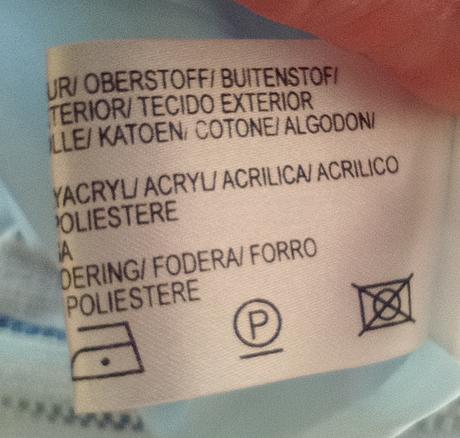 UR/ OBERSTOFF/ BUITENSTOF/
TERIOR/ TECIDO EXTERIOR
LLE/ KATOEN/ COTONE/ ALGODON/
YACRYL/ ACRYL/ ACRILICA/ ACRILICO
POLIESTERE
A
DERING/ FODERA/ FORRO
POLIESTERE
P